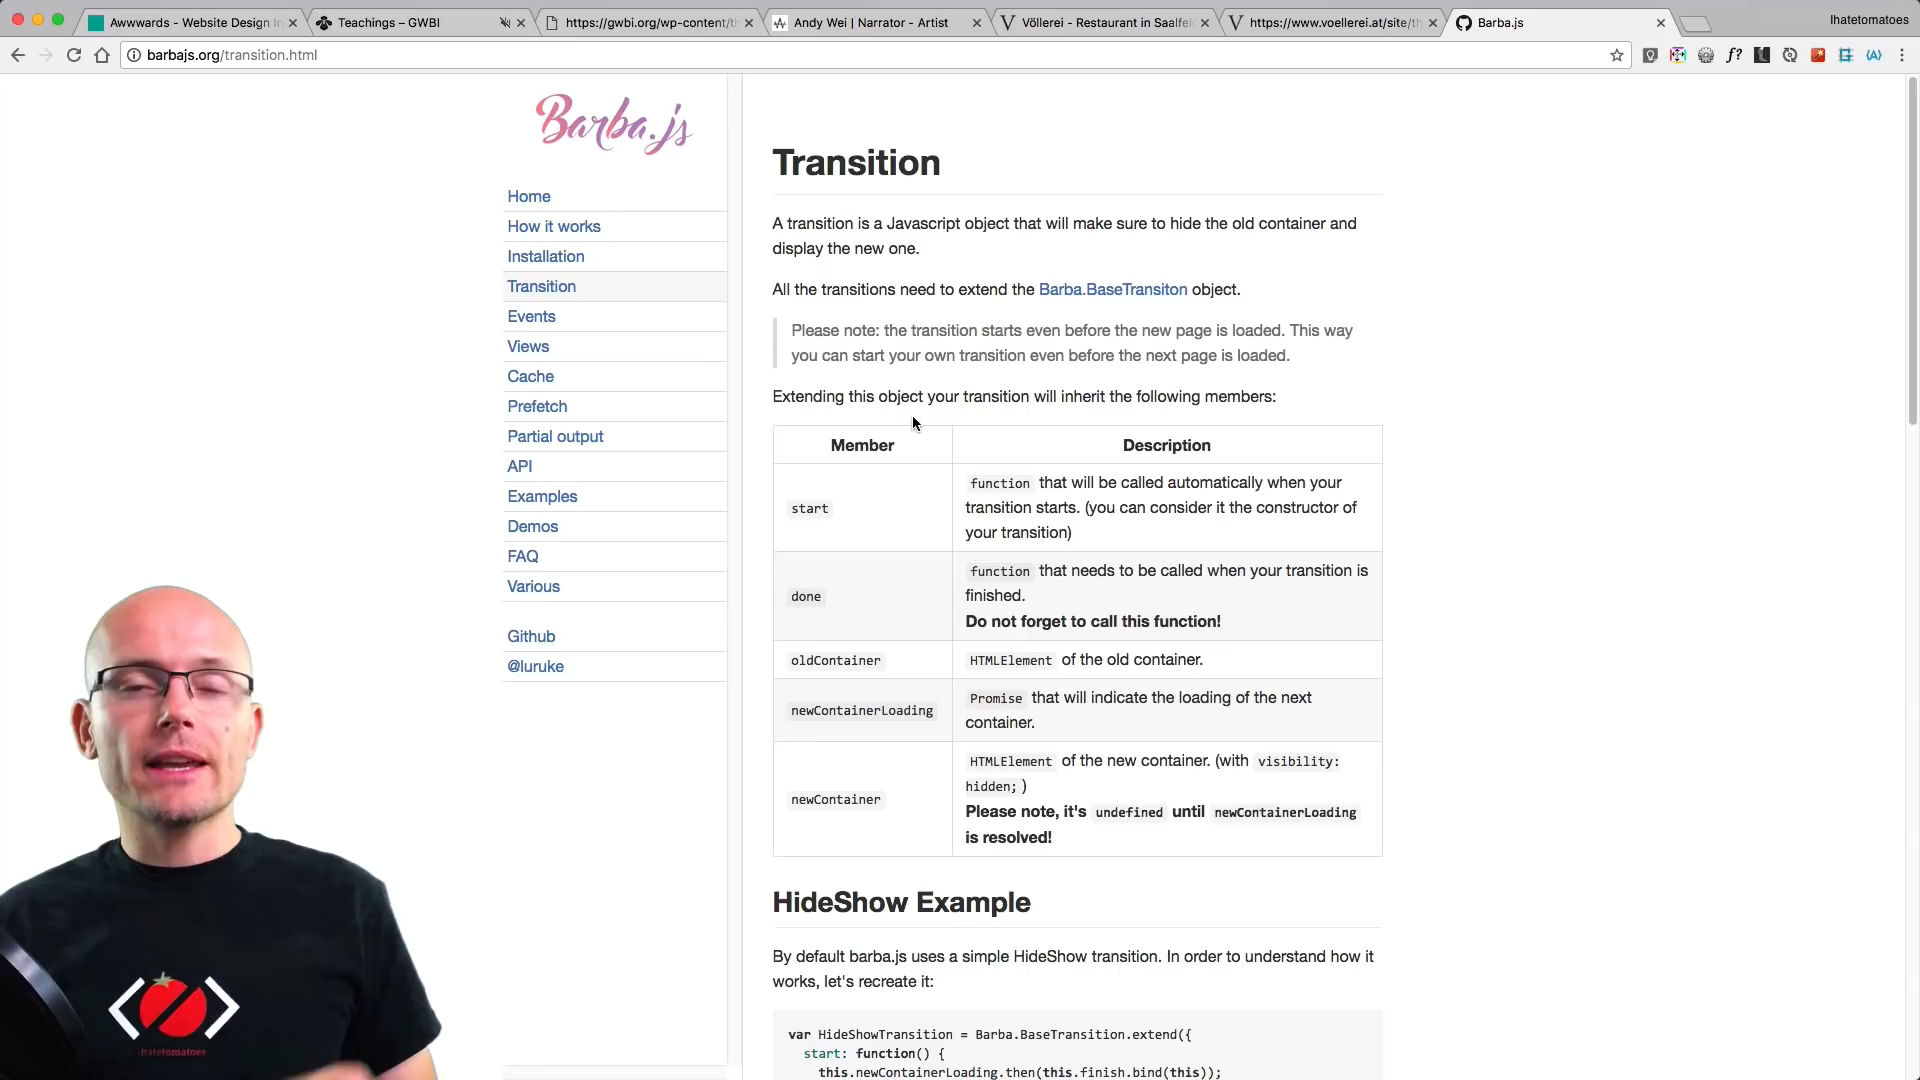 Awwwards - Website Design In
Teachings – GWBI
https://gwbi.org/wp-content/th
Andy Wei | Narrator - Artist
Völlerei - Restaurant in Saalfel
https://www.voellerei.at/site/th
Barba.js
Ihatetomatoes
barbajs.org/transition.html
f?
(A)
Barba.js
Home
How it works
Installation
Transition
Events
Views
Cache
Prefetch
Partial output
API
Examples
Demos
FAQ
Various
Github
@luruke
Transition
A transition is a Javascript object that will make sure to hide the old container and
display the new one.
All the transitions need to extend the Barba.BaseTransiton object.
Please note: the transition starts even before the new page is loaded. This way
you can start your own transition even before the next page is loaded.
Extending this object your transition will inherit the following members:
Member Description
start
function that will be called automatically when your
transition starts. (you can consider it the constructor of
your transition)
done
function that needs to be called when your transition is
finished.
Do not forget to call this function!
oldContainer
HTMLElement of the old container.
newContainerLoading
Promise that will indicate the loading of the next
container.
newContainer
HTMLElement of the new container. (with visibility:
hidden; )
Please note, it's undefined until newContainerLoading
is resolved!
HideShow Example
By default barba.js uses a simple HideShow transition. In order to understand how it
works, let's recreate it:
var HideShowTransition = Barba.BaseTransition.extend({
start: function() {
this.newContainerLoading.then(this.finish.bind(this));
ihatetomatoes